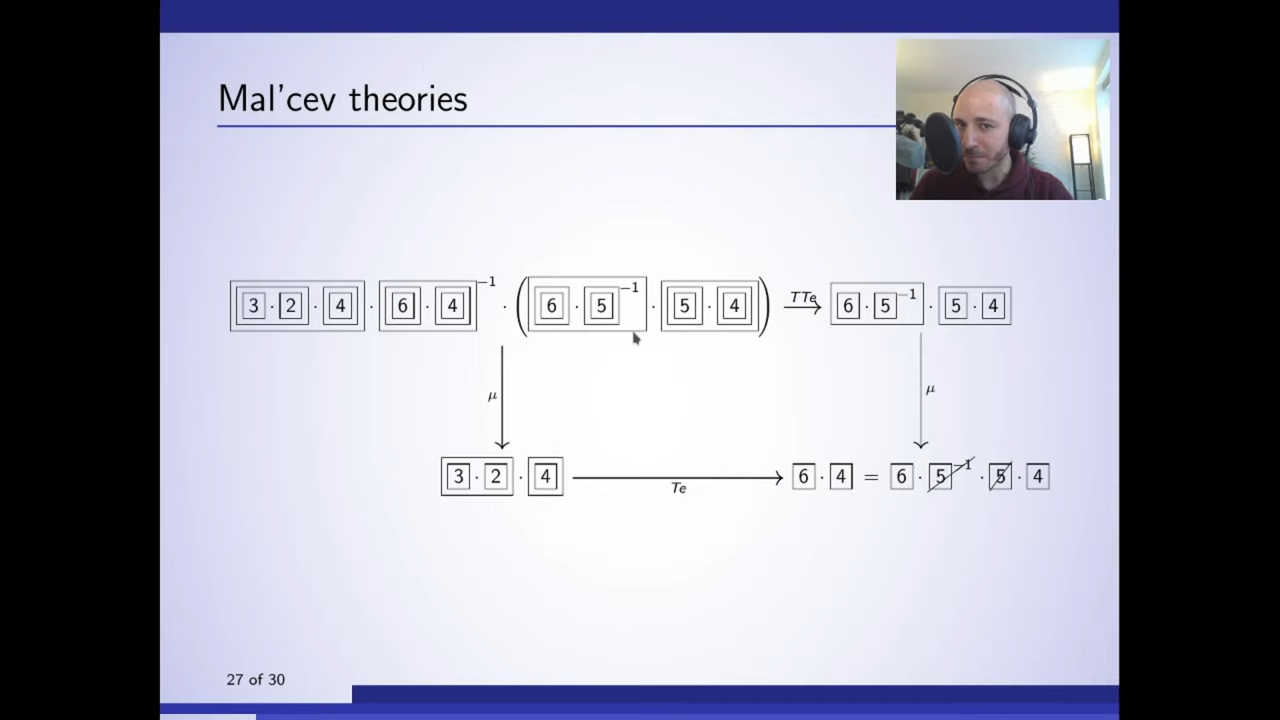 Mal'cev theories
3 · 2 · 4 · 6 · 4 −1 · ( 6 · 5 −1 · 5 · 4 ) TTe 6 · 5 −1 · 5 · 4
μ μ
3 · 2 · 4 Te 6 · 4 = 6 · 5 −1 · 5 · 4
27 of 30